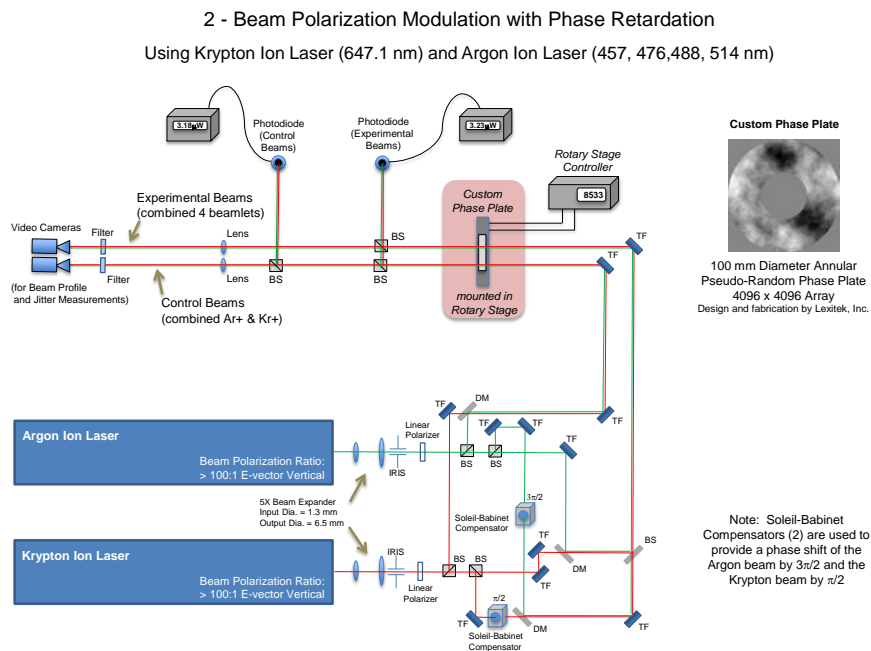 2 - Beam Polarization Modulation with Phase Retardation
Using Krypton Ion Laser (647.1 nm) and Argon Ion Laser (457, 476,488, 514 nm)
3.18µW
Photodiode
(Control
Beams)
Photodiode
(Experimental
Beams)
3.23µW
Rotary Stage
Controller
8533
Custom Phase Plate
Custom
Phase Plate
mounted in
Rotary Stage
Experimental Beams
(combined 4 beamlets)
Video Cameras
Filter
Lens
BS
TF
TF
(for Beam Profile
and Jitter Measurements)
Filter
Lens
BS
BS
Control Beams
(combined Ar+ & Kr+)
100 mm Diameter Annular
Pseudo-Random Phase Plate
4096 x 4096 Array
Design and fabrication by Lexitek, Inc.
TF
DM
TF
TF
TF
TF
TF
Argon Ion Laser
Beam Polarization Ratio:
> 100:1 E-vector Vertical
IRIS
Linear
Polarizer
BS
BS
5X Beam Expander
Input Dia. = 1.3 mm
Output Dia. = 6.5 mm
3π/2
Soleil-Babinet
Compensator
Krypton Ion Laser
Beam Polarization Ratio:
> 100:1 E-vector Vertical
IRIS
Linear
Polarizer
BS
BS
TF
TF
DM
BS
π/2
TF
Soleil-Babinet
Compensator
DM
TF
Note: Soleil-Babinet
Compensators (2) are used to
provide a phase shift of the
Argon beam by 3π/2 and the
Krypton beam by π/2